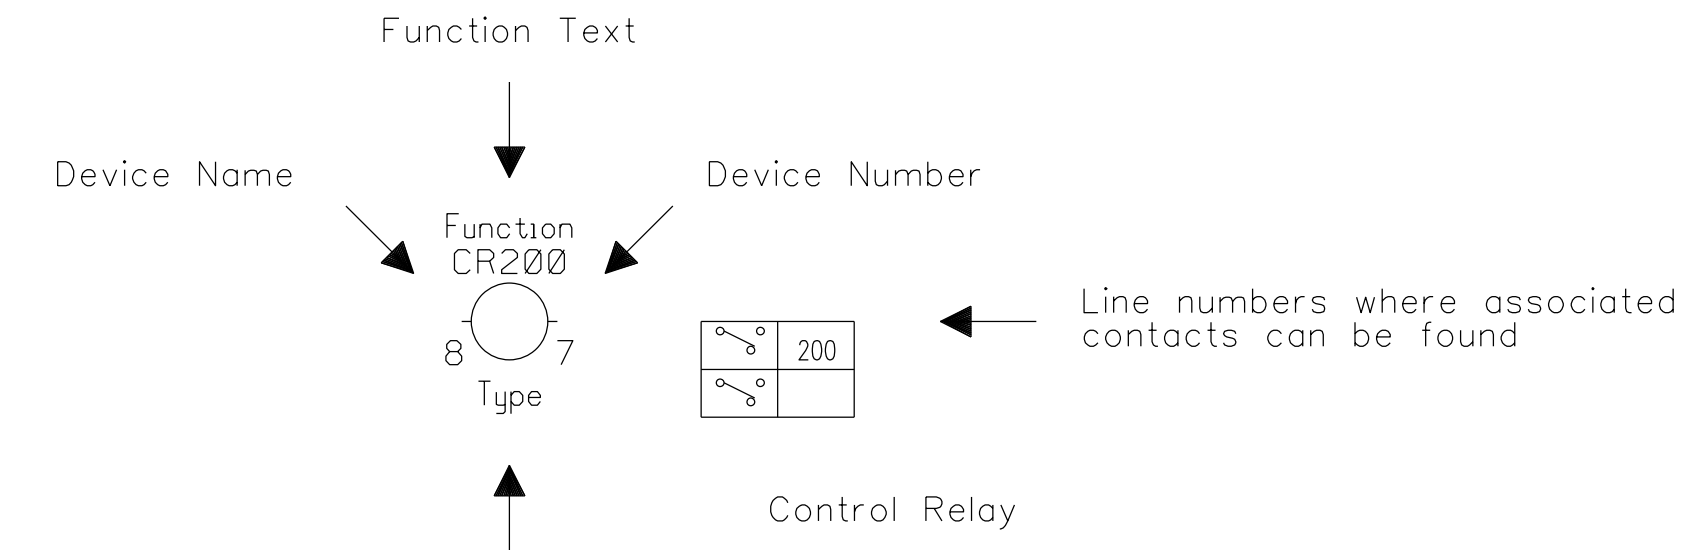 Function Text
Device Name
Device Number
Function
CR200
8
7
Type
200
Line numbers where associated
contacts can be found
Control Relay